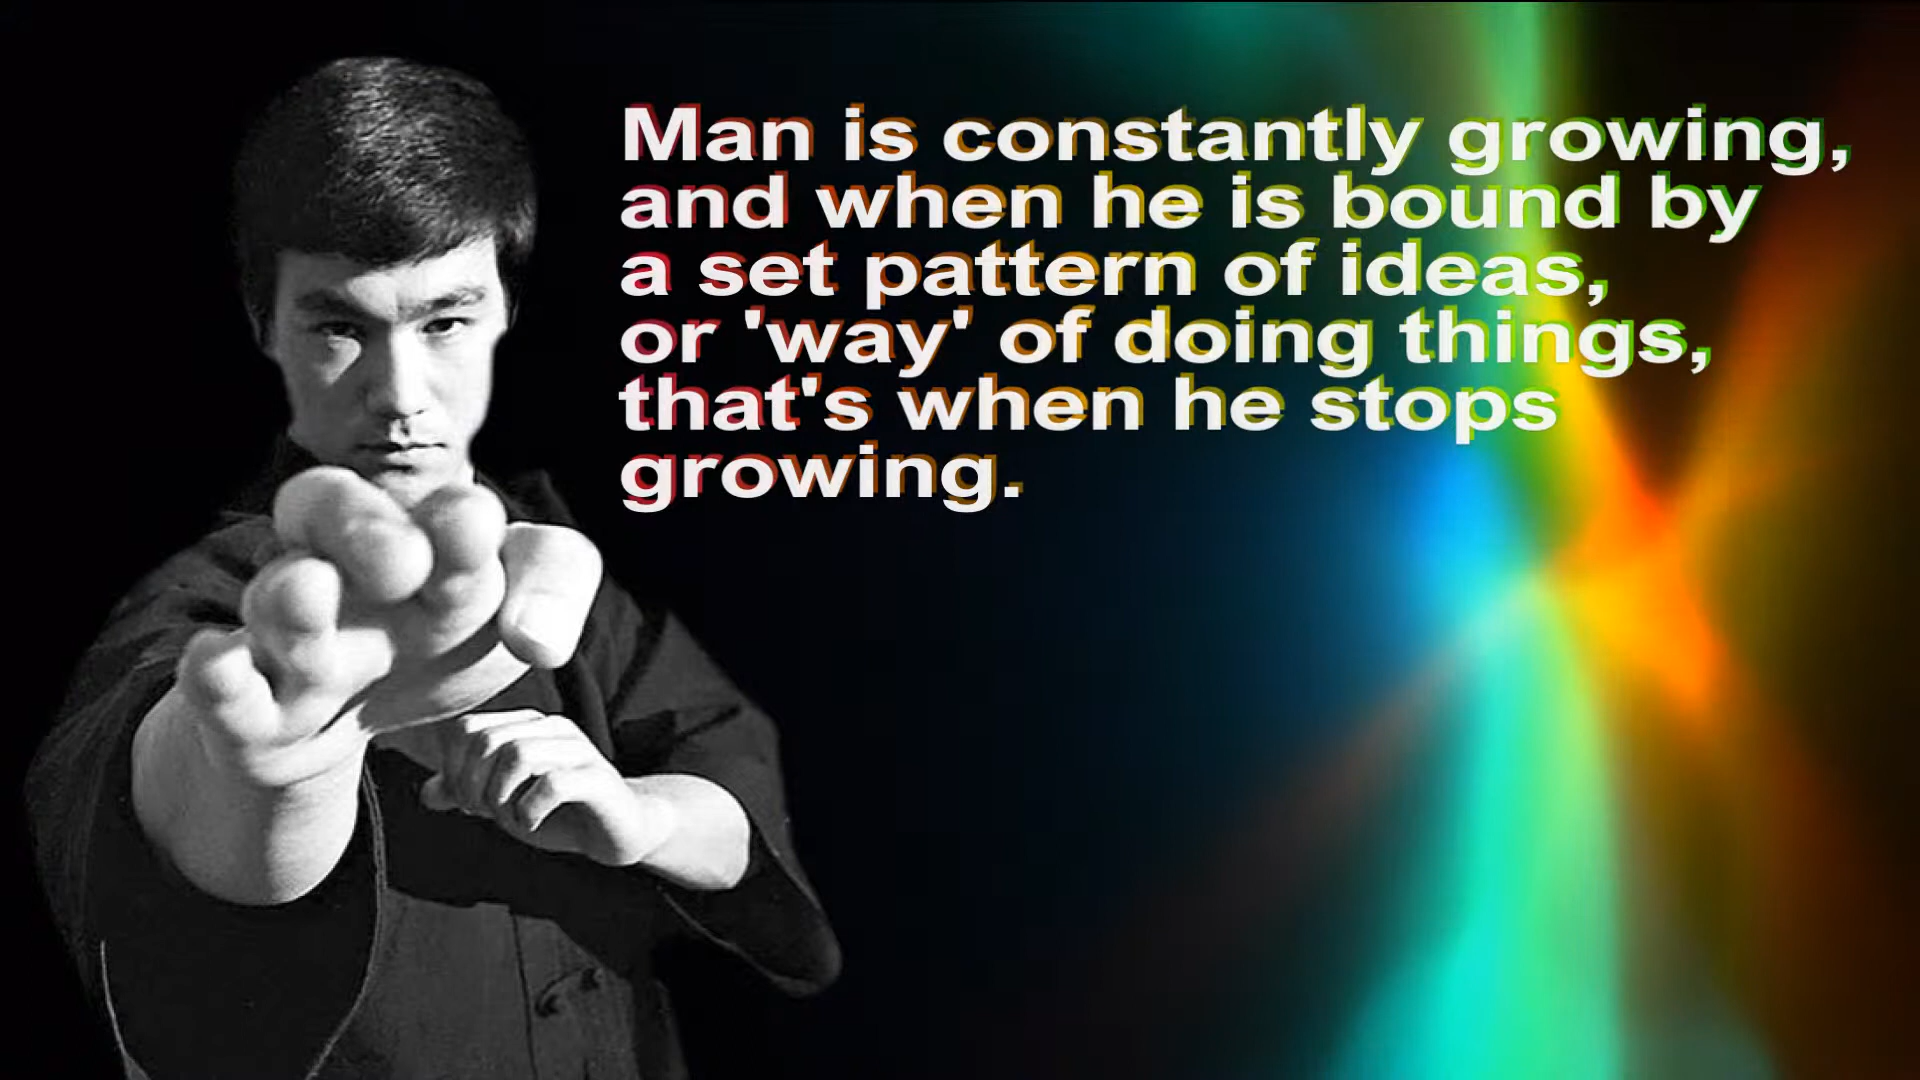 Man is constantly growing,
and when he is bound by
a set pattern of ideas,
or 'way' of doing things,
that's when he stops
growing.